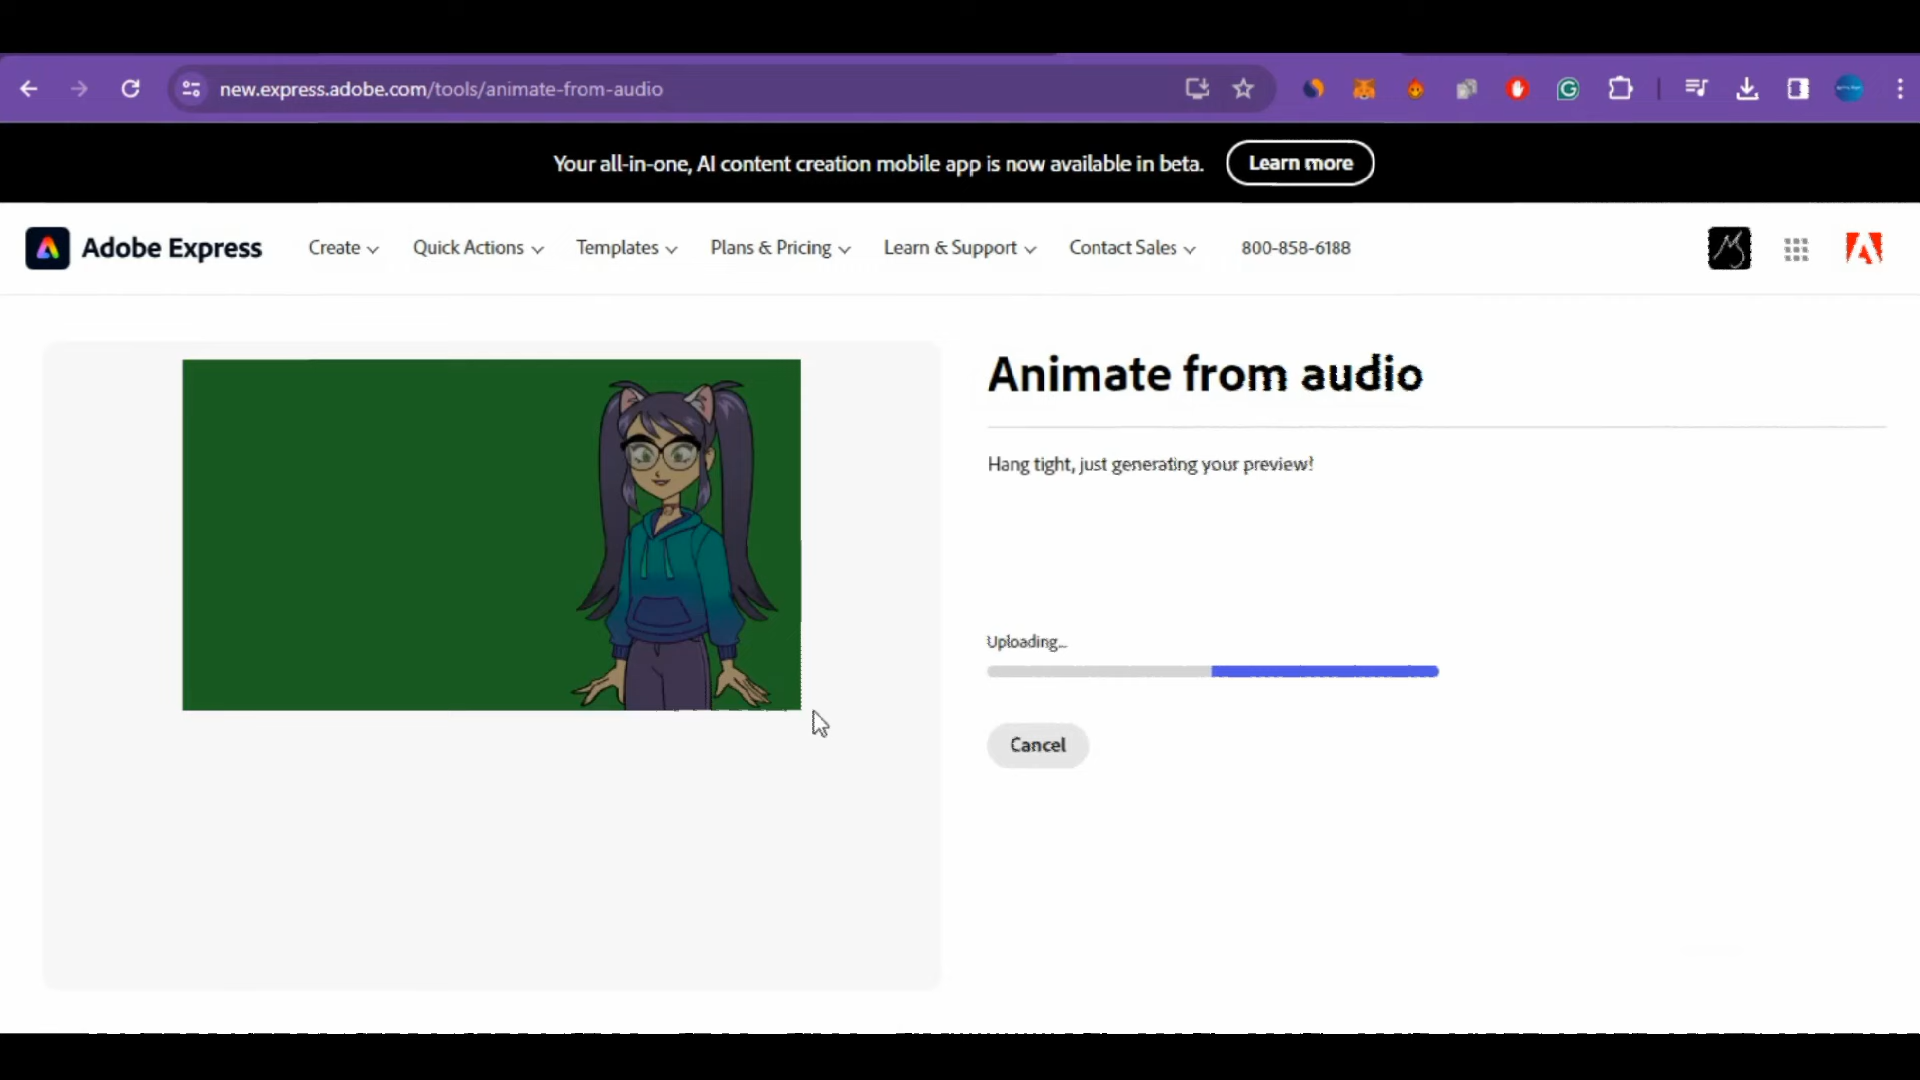 new.express.adobe.com/tools/animate-from-audio
Your all-in-one, AI content creation mobile app is now available in beta. Learn more
Adobe Express Create Quick Actions Templates Plans & Pricing Learn & Support Contact Sales 800-858-6188
Animate from audio
Hang tight, just generating your preview!
Uploading...
Cancel